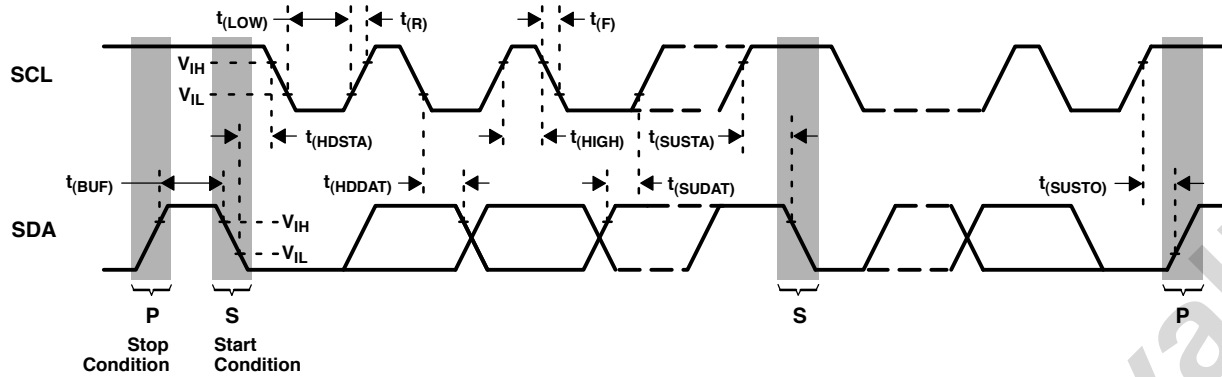 t(LOW) t(R) t(F)
SCL
VIH
VIL
t(HDSTA) t(HIGH) t(SUSTA)
t(BUF) t(HDDAT) t(SUDAT) t(SUSTO)
SDA
VIH
VIL
P S S P
Stop Condition
Start Condition